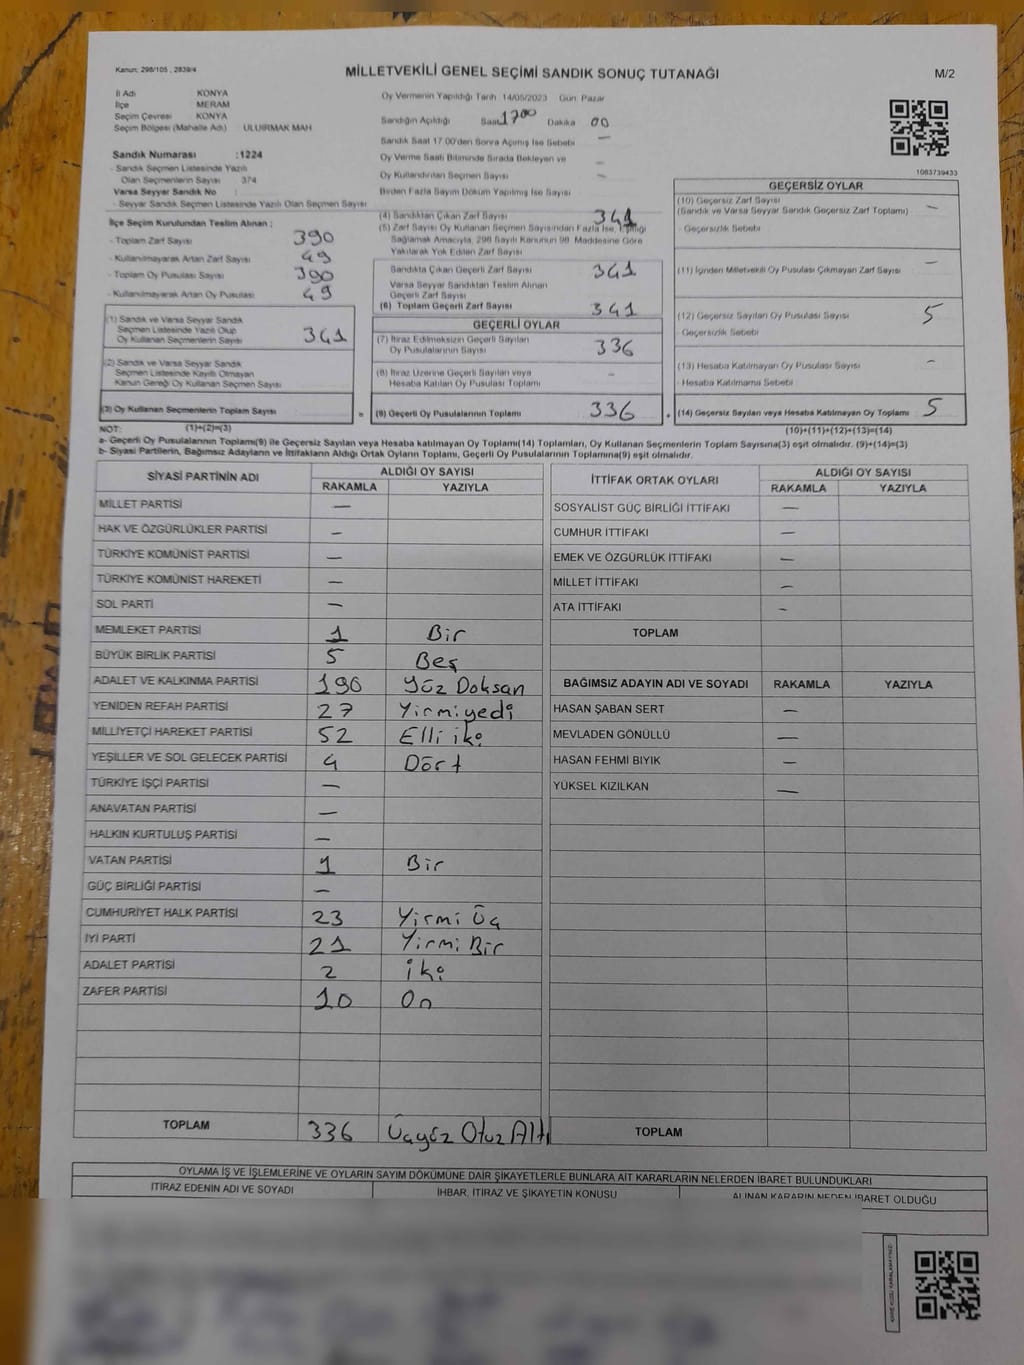 Kanun: 298/105 , 2839/4
MİLLETVEKİLİ GENEL SEÇİMİ SANDIK SONUÇ TUTANAĞI
M/2
İl Adı KONYA
İlçe MERAM
Seçim Çevresi KONYA
Seçim Bölgesi (Mahalle Adı) ULUIRMAK MAH
Sandık Numarası :1224
- Sandık Seçmen Listesinde Yazılı
Olan Seçmenlerin Sayısı 374
Varsa Seyyar Sandık No :
- Seyyar Sandık Seçmen Listesinde Yazılı Olan Seçmen Sayısı
İlçe Seçim Kurulundan Teslim Alınan ;
- Toplam Zarf Sayısı 390
- Kullanılmayarak Artan Zarf Sayısı 49
- Toplam Oy Pusulası Sayısı 390
- Kullanılmayarak Artan Oy Pusulası 49
(1) Sandık ve Varsa Seyyar Sandık
Seçmen Listesinde Yazılı Olup
Oy Kullanan Seçmenlerin Sayısı 341
(2) Sandık ve Varsa Seyyar Sandık
Seçmen Listesinde Kayıtlı Olmayan
Kanun Gereği Oy Kullanan Seçmen Sayısı
(3) Oy Kullanan Seçmenlerin Toplam Sayısı =
Oy Vermenin Yapıldığı Tarih 14/05/2023 Gün: Pazar
Sandığın Açıldığı Saat 1700 Dakika 00
Sandık Saat 17.00'den Sonra Açılmış İse Sebebi —
Oy Verme Saati Bitiminde Sırada Bekleyen ve
Oy Kullandırılan Seçmen Sayısı —
Birden Fazla Sayım Döküm Yapılmış İse Sayısı
(4) Sandıktan Çıkan Zarf Sayısı 341
(5) Zarf Sayısı Oy Kullanan Seçmen Sayısından Fazla İse, Eşitliği
Sağlamak Amacıyla, 298 Sayılı Kanunun 98. Maddesine Göre
Yakılarak Yok Edilen Zarf Sayısı
Sandıkta Çıkan Geçerli Zarf Sayısı 341
Varsa Seyyar Sandıktan Teslim Alınan
Geçerli Zarf Sayısı
(6) Toplam Geçerli Zarf Sayısı 341
GEÇERLİ OYLAR
(7) İtiraz Edilmeksizin Geçerli Sayılan
Oy Pusulalarının Sayısı 336
(8) İtiraz Üzerine Geçerli Sayılan veya
Hesaba Katılan Oy Pusulası Toplamı -
(9) Geçerli Oy Pusulalarının Toplamı 336 +
1083739433
GEÇERSİZ OYLAR
(10) Geçersiz Zarf Sayısı —
(Sandık ve Varsa Seyyar Sandık Geçersiz Zarf Toplamı)
- Geçersizlik Sebebi
(11) İçinden Milletvekili Oy Pusulası Çıkmayan Zarf Sayısı —
(12) Geçersiz Sayılan Oy Pusulası Sayısı 5
- Geçersizlik Sebebi
(13) Hesaba Katılmayan Oy Pusulası Sayısı —
- Hesaba Katılmama Sebebi
(14) Geçersiz Sayılan veya Hesaba Katılmayan Oy Toplamı 5
NOT: (1)+(2)=(3) (10)+(11)+(12)+(13)=(14)
a- Geçerli Oy Pusulalarının Toplamı(9) ile Geçersiz Sayılan veya Hesaba katılmayan Oy Toplamı(14) Toplamları, Oy Kullanan Seçmenlerin Toplam Sayısına(3) eşit olmalıdır. (9)+(14)=(3)
b- Siyasi Partilerin, Bağımsız Adayların ve İttifakların Aldığı Ortak Oyların Toplamı, Geçerli Oy Pusulalarının Toplamına(9) eşit olmalıdır.
SİYASİ PARTİNİN ADI ALDIĞI OY SAYISI
RAKAMLA YAZIYLA
MİLLET PARTİSİ —
HAK VE ÖZGÜRLÜKLER PARTİSİ —
TÜRKİYE KOMÜNİST PARTİSİ —
TÜRKİYE KOMÜNİST HAREKETİ —
SOL PARTİ —
MEMLEKET PARTİSİ 1 Bir
BÜYÜK BİRLİK PARTİSİ 5 Beş
ADALET VE KALKINMA PARTİSİ 190 Yüz Doksan
YENİDEN REFAH PARTİSİ 27 Yirmiyedi
MİLLİYETÇİ HAREKET PARTİSİ 52 Elli iki
YEŞİLLER VE SOL GELECEK PARTİSİ 4 Dört
TÜRKİYE İŞÇİ PARTİSİ —
ANAVATAN PARTİSİ —
HALKIN KURTULUŞ PARTİSİ —
VATAN PARTİSİ 1 Bir
GÜÇ BİRLİĞİ PARTİSİ —
CUMHURİYET HALK PARTİSİ 23 Yirmi Üç
İYİ PARTİ 21 Yirmi Bir
ADALET PARTİSİ 2 iki
ZAFER PARTİSİ 10 On
TOPLAM 336 Üçyüz Otuz Altı
İTTİFAK ORTAK OYLARI ALDIĞI OY SAYISI
RAKAMLA YAZIYLA
SOSYALİST GÜÇ BİRLİĞİ İTTİFAKI —
CUMHUR İTTİFAKI —
EMEK VE ÖZGÜRLÜK İTTİFAKI —
MİLLET İTTİFAKI —
ATA İTTİFAKI -
TOPLAM
BAĞIMSIZ ADAYIN ADI VE SOYADI RAKAMLA YAZIYLA
HASAN ŞABAN SERT —
MEVLADEN GÖNÜLLÜ —
HASAN FEHMI BIYIK —
YÜKSEL KIZILKAN —
TOPLAM
OYLAMA İŞ VE İŞLEMLERİNE VE OYLARIN SAYIM DÖKÜMÜNE DAİR ŞİKAYETLERLE BUNLARA AİT KARARLARIN NELERDEN İBARET BULUNDUKLARI
İTİRAZ EDENİN ADI VE SOYADI İHBAR, İTİRAZ VE ŞİKAYETİN KONUSU ALINAN KARARIN NEDEN İBARET OLDUĞU